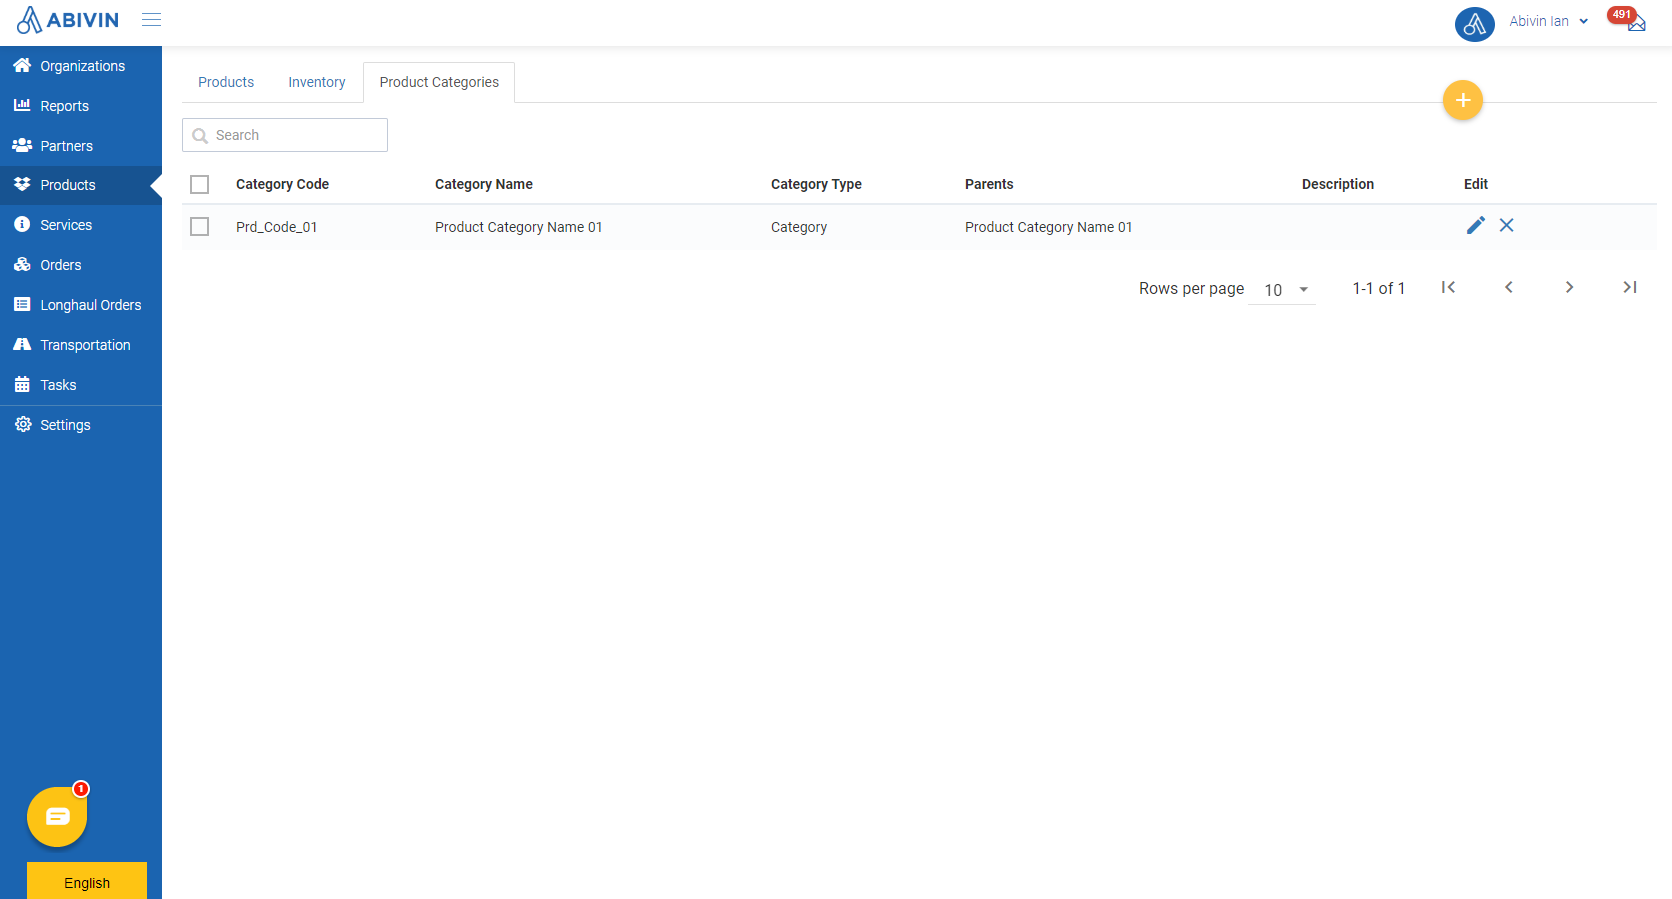 ABIVIN
Abivin Ian
491
Organizations
Reports
Partners
Products
Services
Orders
Longhaul Orders
Transportation
Tasks
Settings
1
English
Products Inventory Product Categories
+
Search
Category Code Category Name Category Type Parents Description Edit
Prd_Code_01 Product Category Name 01 Category Product Category Name 01
Rows per page 10 1-1 of 1